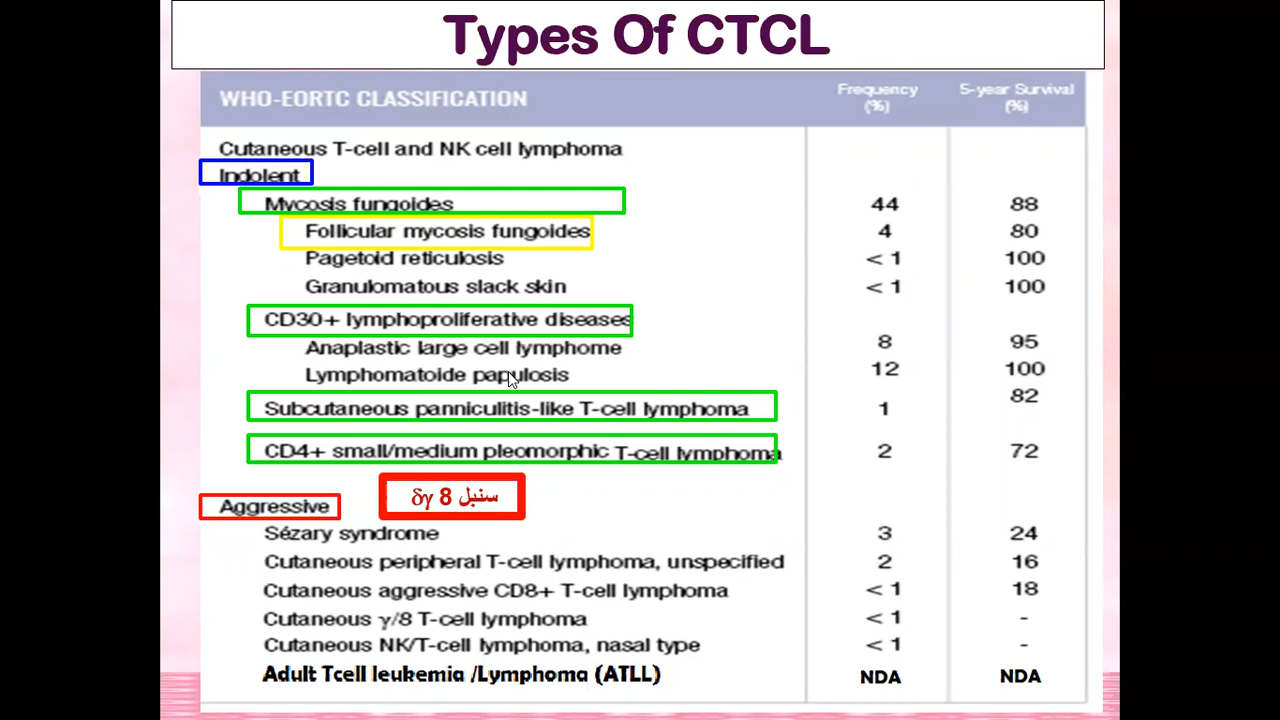 Types Of CTCL
WHO-EORTC CLASSIFICATION Frequency (%) 5-year Survival (%)
Cutaneous T-cell and NK cell lymphoma
Indolent
Mycosis fungoides 44 88
Follicular mycosis fungoides 4 80
Pagetoid reticulosis < 1 100
Granulomatous slack skin < 1 100
CD30+ lymphoproliferative diseases
Anaplastic large cell lymphome 8 95
Lymphomatoide papulosis 12 100
Subcutaneous panniculitis-like T-cell lymphoma 1 82
CD4+ small/medium pleomorphic T-cell lymphoma 2 72
سنبل 8 δγ
Aggressive
Sézary syndrome 3 24
Cutaneous peripheral T-cell lymphoma, unspecified 2 16
Cutaneous aggressive CD8+ T-cell lymphoma < 1 18
Cutaneous γ/8 T-cell lymphoma < 1 -
Cutaneous NK/T-cell lymphoma, nasal type < 1 -
Adult Tcell leukemia /Lymphoma (ATLL) NDA NDA